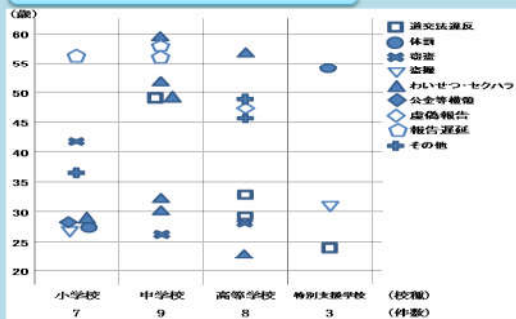 (歳)
60
55
50
45
40
35
30
25
20
道交法違反
体罰
窃盗
盗撮
わいせつ・セクハラ
公金等横領
虚偽報告
報告遅延
その他
小学校 中学校 高等学校 特別支援学校 (校種)
7 9 8 3 (件数)